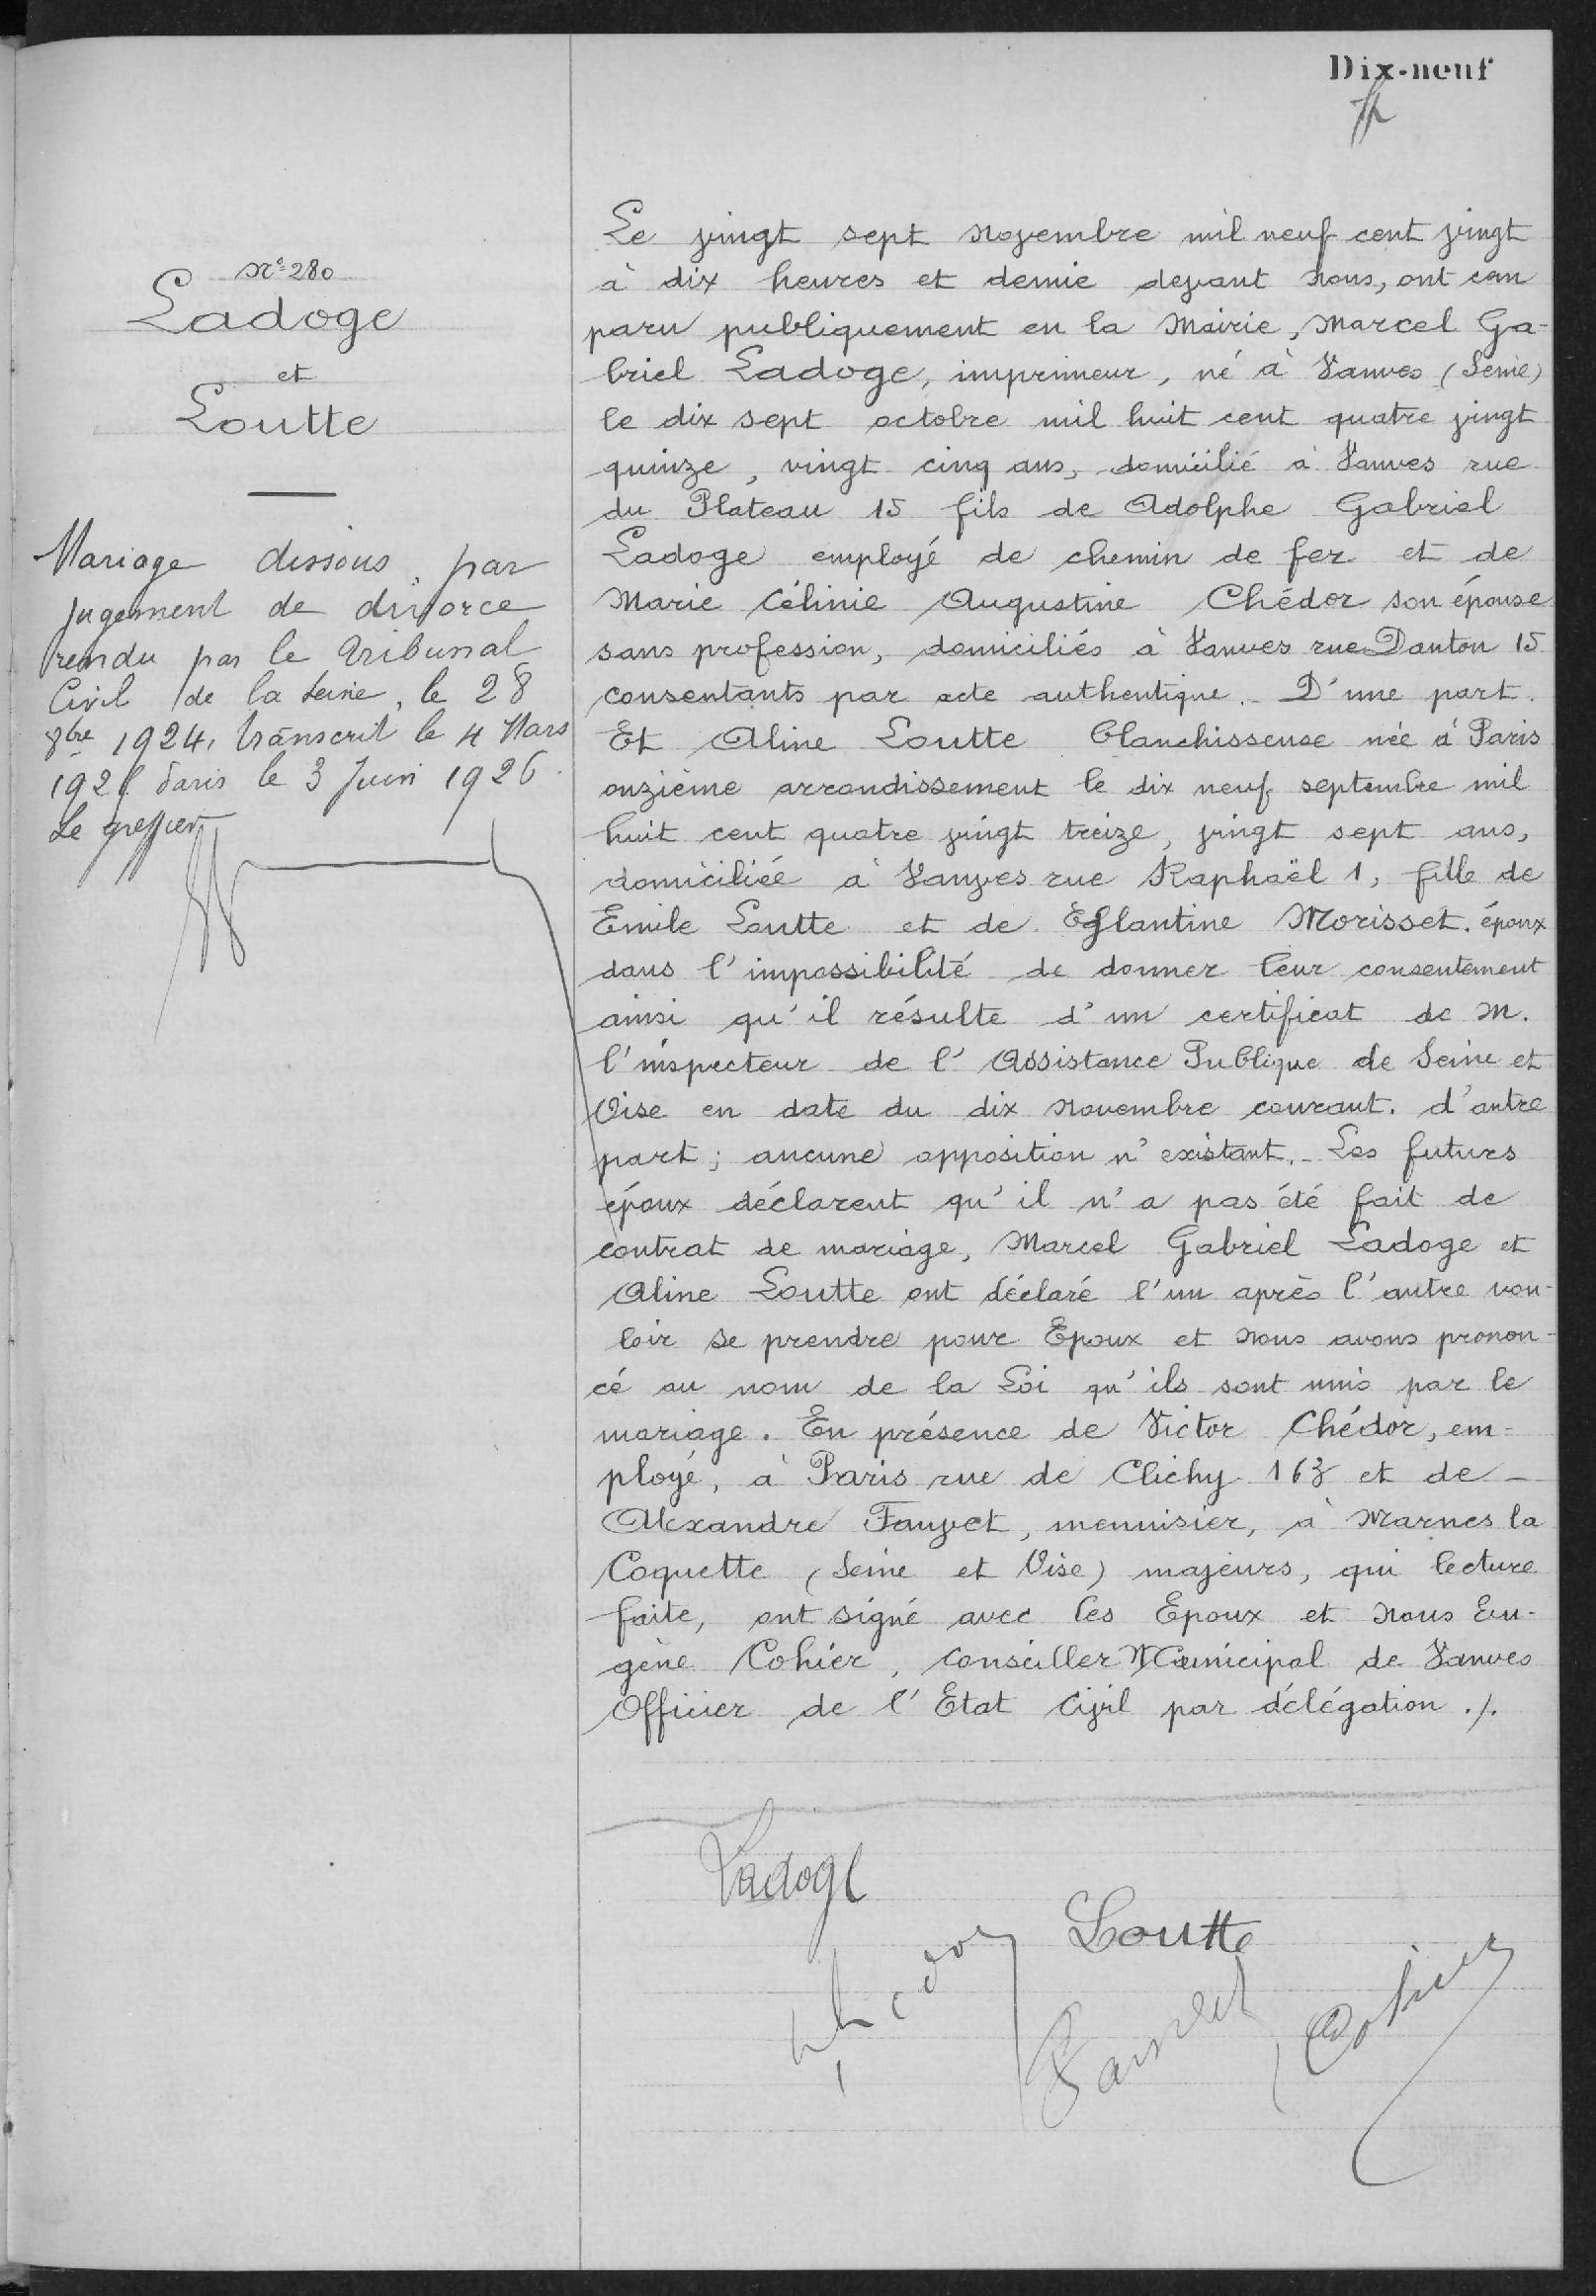 Dix-neuf
N° 280
Ladoge
et
Loutte
Mariage dissous par
jugement de divorce
rendu par le Tribunal
Civil de la Seine, le 28
8bre 1924, transcrit le 4 Mars
Paris le 3 Juin 1926.
Le greffier
Le vingt sept Novembre mil neuf cent vingt
à dix heures et demie devant Nous, ont com
paru publiquement en la Mairie, Marcel Ga-
briel Ladoge, imprimeur, né à Vanves (Seine)
le dix sept octobre mil huit cent quatre vingt
quinze, vingt cinq ans, domicilié à Vanves rue
du Plateau 15 fils de Adolphe Gabriel
Ladoge employé de chemin de fer et de
Marie Célinie Augustine Chédor son épouse
sans profession, domiciliés à Vanves rue Danton 15
consentants par acte authentique. D'une part.
Et Aline Loutte Blanchisseuse née à Paris
onzième arrondissement le dix neuf septembre mil
huit cent quatre vingt treize, vingt sept ans,
domiciliée à Vanves rue Raphaël 1, fille de
Emile Loutte et de Eglantine Morisset. époux
dans l'impossibilité de donner leur consentement
ainsi qu'il résulte d'un certificat de M.
l'inspecteur de l'Assistance Publique de Seine et
Oise en date du dix Novembre courant. d'autre
part; aucune opposition n'existant. - Les futurs
époux déclarent qu'il n'a pas été fait de
contrat de mariage, Marcel Gabriel Ladoge et
Aline Loutte ont déclaré l'un après l'autre vou-
loir se prendre pour Epoux et Nous avons pronon-
cé au nom de la Loi qu'ils sont unis par le
mariage. En présence de Victor Chédor, em-
ployé, à Paris rue de Clichy et de -
Alexandre Fauvet, menuisier, à Marnes la
Coquette (Seine et Oise) majeurs, qui lecture
faite, ont signé avec les Epoux et Nous Eu-
gène Cohier, Conseiller Municipal de Vanves
Officier de l'Etat Civil par délégation ./.
Ladoge
Loutte
Chédor
Fauvet
Cohier